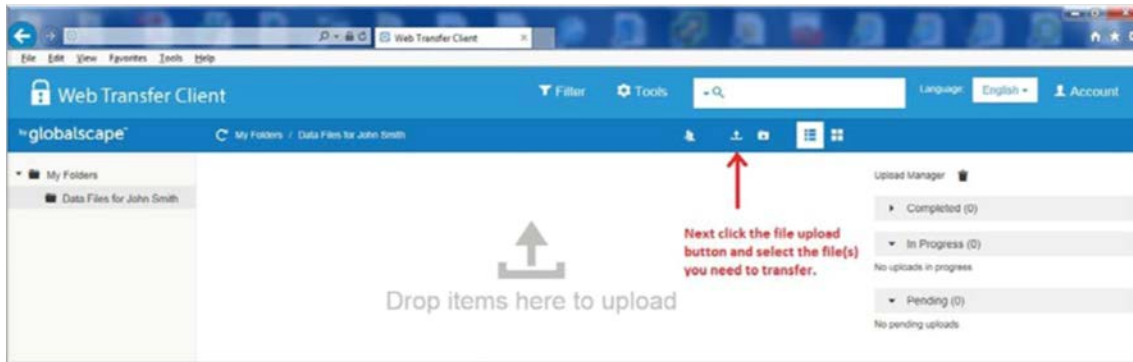 Web Transfer Client
File Edit View Favorites Tools Help
Web Transfer Client
Filter
Tools
Language:
English
Account
by globalscape
My Folders / Data Files for John Smith
My Folders
Data Files for John Smith
Drop items here to upload
Next click the file upload
button and select the file(s)
you need to transfer.
Upload Manager
Completed (0)
In Progress (0)
No uploads in progress
Pending (0)
No pending uploads